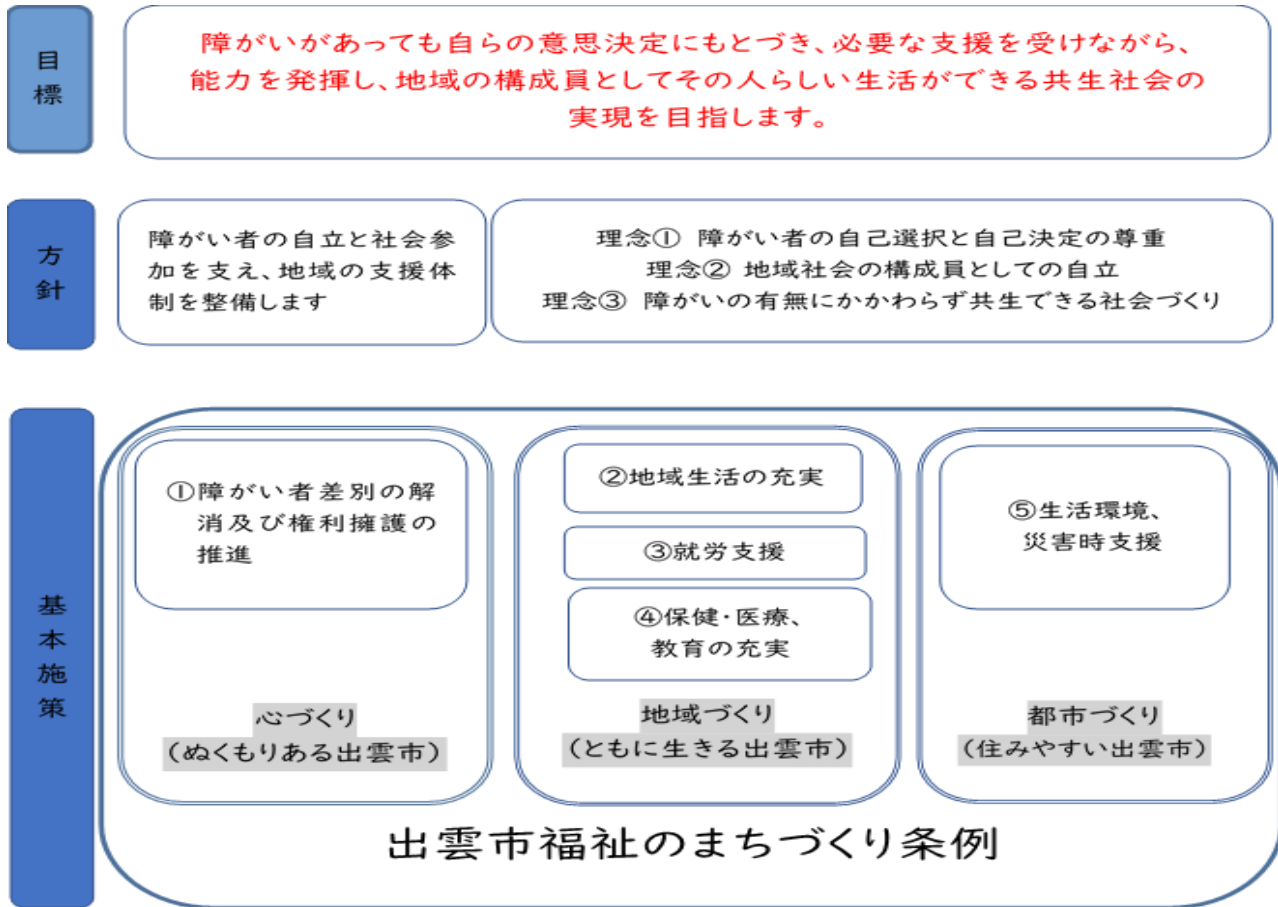 目標
障がいがあっても自らの意思決定にもとづき、必要な支援を受けながら、
能力を発揮し、地域の構成員としてその人らしい生活ができる共生社会の
実現を目指します。
方針
障がい者の自立と社会参
加を支え、地域の支援体
制を整備します
理念① 障がい者の自己選択と自己決定の尊重
理念② 地域社会の構成員としての自立
理念③ 障がいの有無にかかわらず共生できる社会づくり
基本施策
①障がい者差別の解
消及び権利擁護の
推進
心づくり
(ぬくもりある出雲市)
②地域生活の充実
③就労支援
④保健・医療、
教育の充実
地域づくり
(ともに生きる出雲市)
⑤生活環境、
災害時支援
都市づくり
(住みやすい出雲市)
出雲市福祉のまちづくり条例